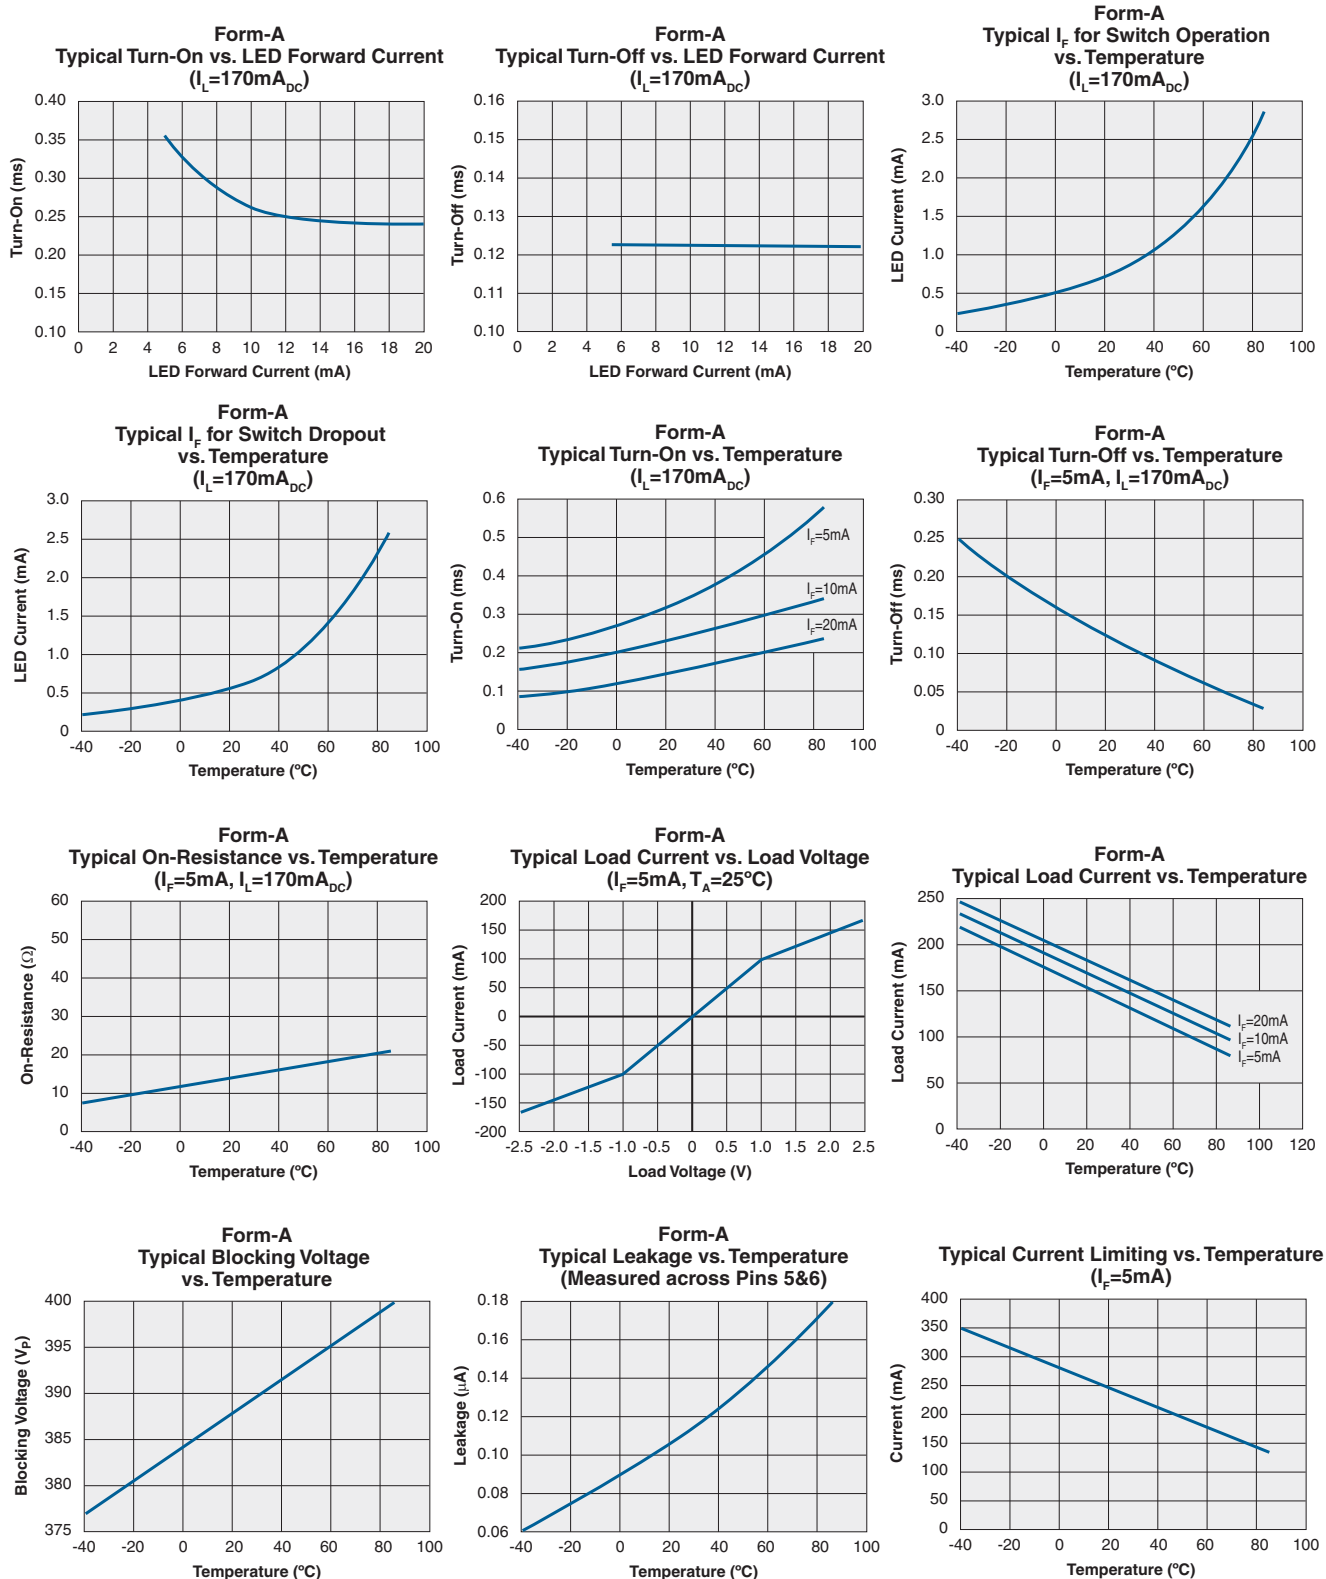 Form-A
Typical Turn-On vs. LED Forward Current
(IL=170mADC)
0.40
0.35
0.30
0.25
0.20
0.15
0.10
Turn-On (ms)
0 2 4 6 8 10 12 14 16 18 20
LED Forward Current (mA)
Form-A
Typical Turn-Off vs. LED Forward Current
(IL=170mADC)
0.16
0.15
0.14
0.13
0.12
0.11
0.10
Turn-Off (ms)
0 2 4 6 8 10 12 14 16 18 20
LED Forward Current (mA)
Form-A
Typical IF for Switch Operation
vs. Temperature
(IL=170mADC)
3.0
2.5
2.0
1.5
1.0
0.5
0
LED Current (mA)
-40 -20 0 20 40 60 80 100
Temperature (ºC)
Form-A
Typical IF for Switch Dropout
vs. Temperature
(IL=170mADC)
3.0
2.5
2.0
1.5
1.0
0.5
0
LED Current (mA)
-40 -20 0 20 40 60 80 100
Temperature (ºC)
Form-A
Typical Turn-On vs. Temperature
(IL=170mADC)
0.6
0.5
0.4
0.3
0.2
0.1
0
Turn-On (ms)
IF=5mA
IF=10mA
IF=20mA
-40 -20 0 20 40 60 80 100
Temperature (ºC)
Form-A
Typical Turn-Off vs. Temperature
(IF=5mA, IL=170mADC)
0.30
0.25
0.20
0.15
0.10
0.05
0
Turn-Off (ms)
-40 -20 0 20 40 60 80 100
Temperature (ºC)
Form-A
Typical On-Resistance vs. Temperature
(IF=5mA, IL=170mADC)
60
50
40
30
20
10
0
On-Resistance (Ω)
-40 -20 0 20 40 60 80 100
Temperature (ºC)
Form-A
Typical Load Current vs. Load Voltage
(IF=5mA, TA=25ºC)
200
150
100
50
0
-50
-100
-150
-200
Load Current (mA)
-2.5 -2.0 -1.5 -1.0 -0.5 0 0.5 1.0 1.5 2.0 2.5
Load Voltage (V)
Form-A
Typical Load Current vs. Temperature
250
200
150
100
50
0
Load Current (mA)
IF=20mA
IF=10mA
IF=5mA
-40 -20 0 20 40 60 80 100 120
Temperature (ºC)
Form-A
Typical Blocking Voltage
vs. Temperature
400
395
390
385
380
375
Blocking Voltage (VP)
-40 -20 0 20 40 60 80 100
Temperature (ºC)
Form-A
Typical Leakage vs. Temperature
(Measured across Pins 5&6)
0.18
0.16
0.14
0.12
0.10
0.08
0.06
Leakage (μA)
-40 -20 0 20 40 60 80 100
Temperature (ºC)
Typical Current Limiting vs. Temperature
(IF=5mA)
400
350
300
250
200
150
100
50
0
Current (mA)
-40 -20 0 20 40 60 80 100
Temperature (ºC)